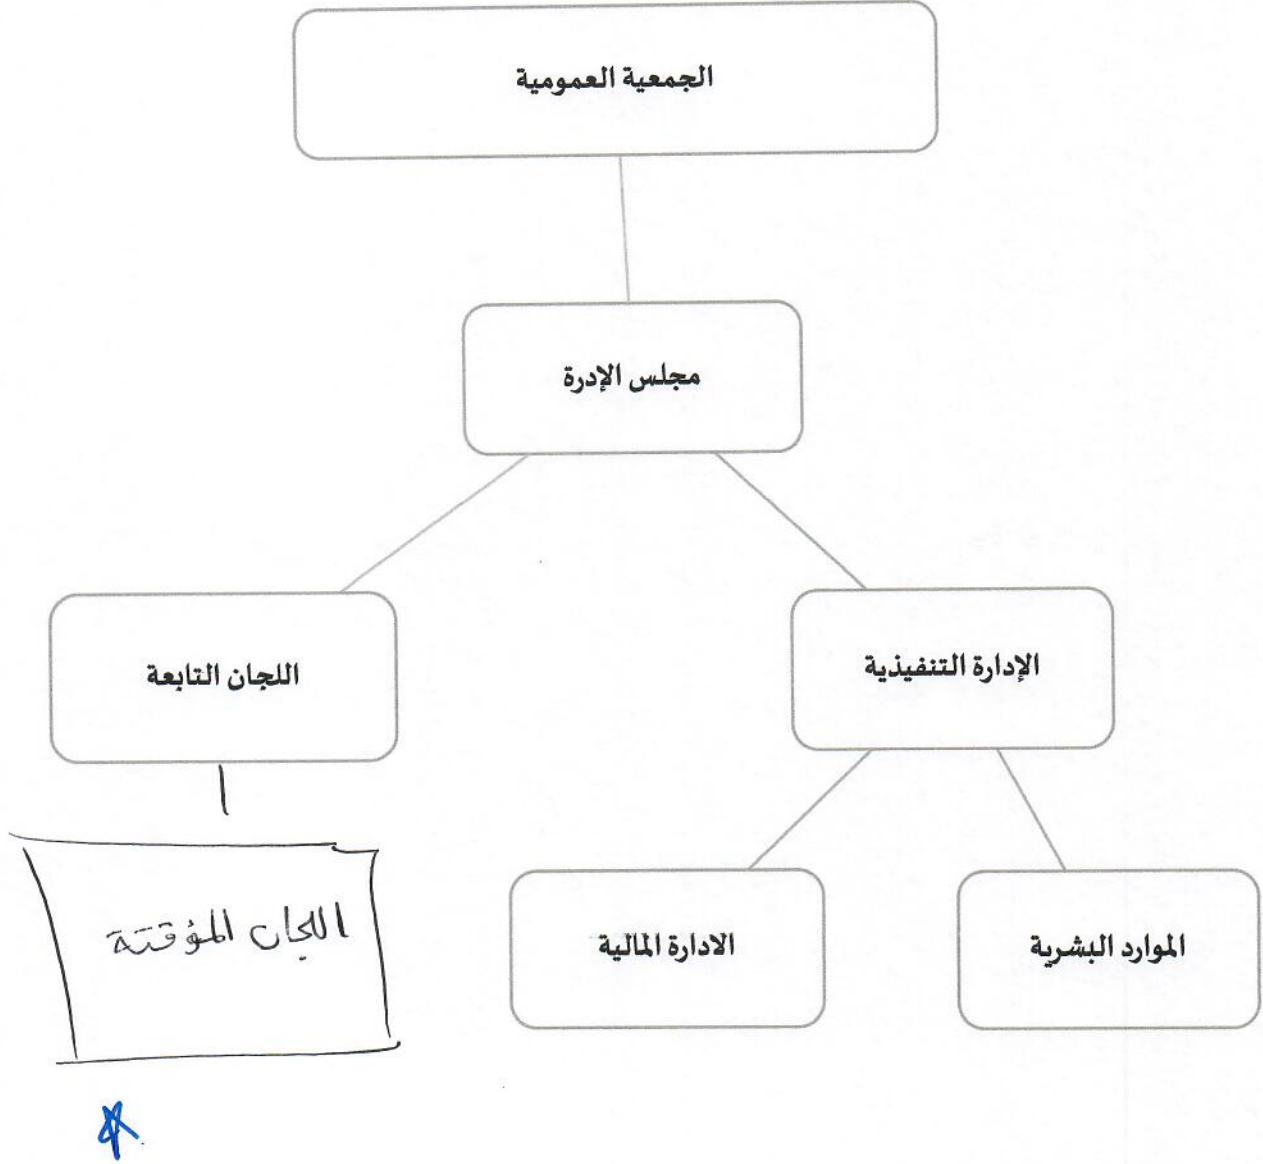 الجمعية العمومية
مجلس الإدرة
الإدارة التنفيذية
اللجان التابعة
الموارد البشرية
الادارة المالية
اللجان المؤقتة